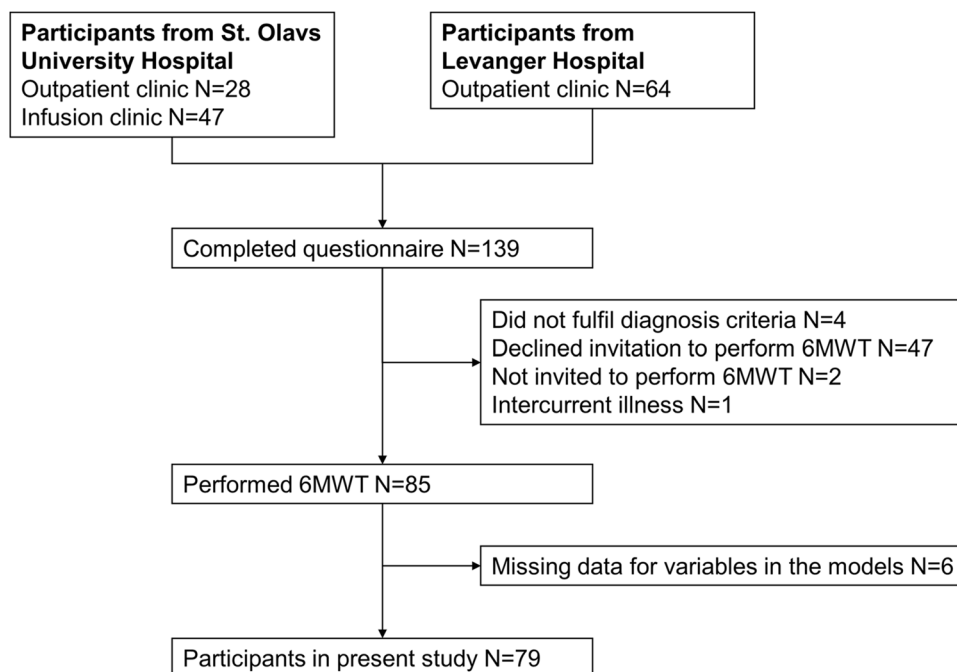 Participants from St. Olavs
University Hospital
Outpatient clinic N=28
Infusion clinic N=47
Participants from
Levanger Hospital
Outpatient clinic N=64
Completed questionnaire N=139
Did not fulfil diagnosis criteria N=4
Declined invitation to perform 6MWT N=47
Not invited to perform 6MWT N=2
Intercurrent illness N=1
Performed 6MWT N=85
Missing data for variables in the models N=6
Participants in present study N=79